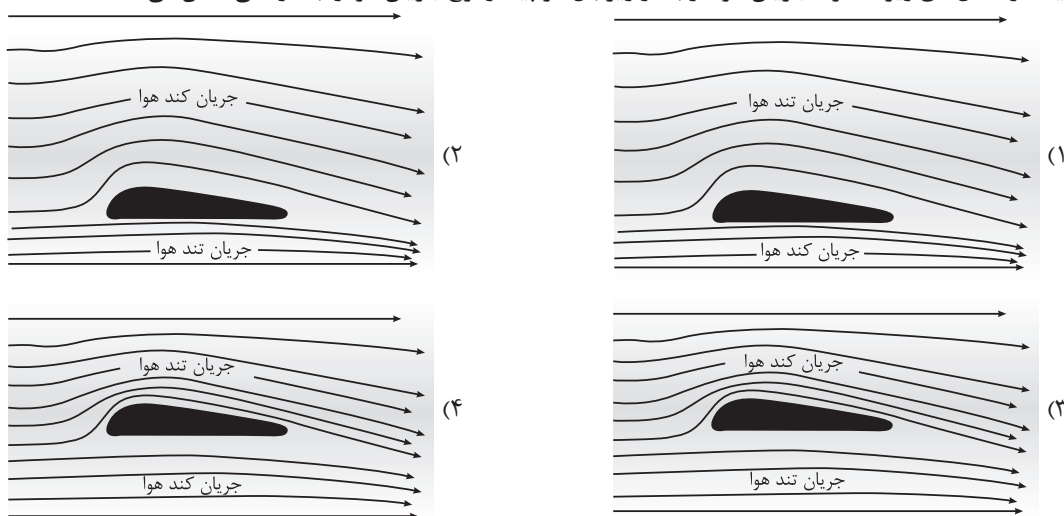 جریان تند هوا
۱)
جریان کند هوا
جریان کند هوا
۲)
جریان تند هوا
جریان کند هوا
۳)
جریان تند هوا
جریان تند هوا
۴)
جریان کند هوا